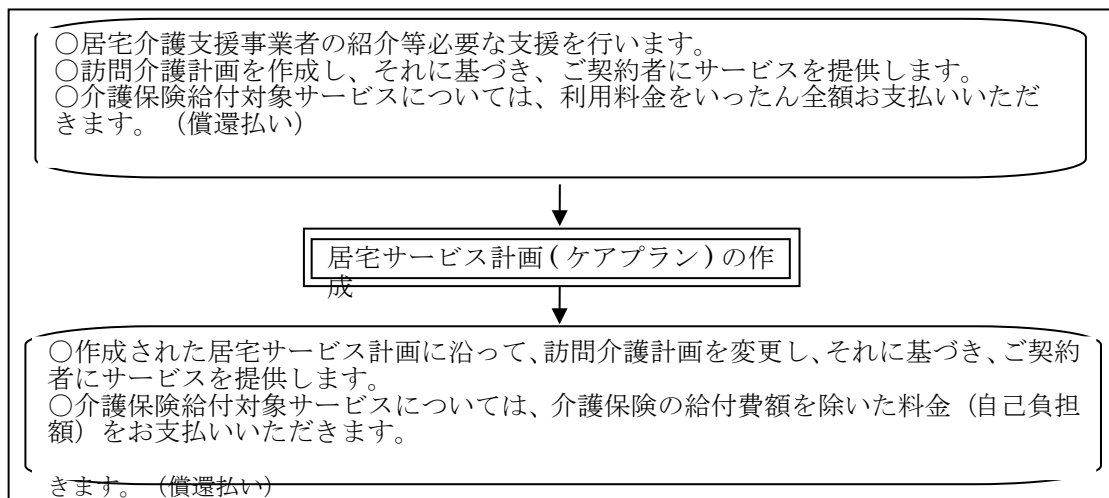 ○居宅介護支援事業者の紹介等必要な支援を行います。
○訪問介護計画を作成し、それに基づき、ご契約者にサービスを提供します。
○介護保険給付対象サービスについては、利用料金をいったん全額お支払いいただ
きます。（償還払い）
居宅サービス計画(ケアプラン)の作
成
○作成された居宅サービス計画に沿って、訪問介護計画を変更し、それに基づき、ご契約
者にサービスを提供します。
○介護保険給付対象サービスについては、介護保険の給付費額を除いた料金（自己負担
額）をお支払いいただきます。
きます。（償還払い）